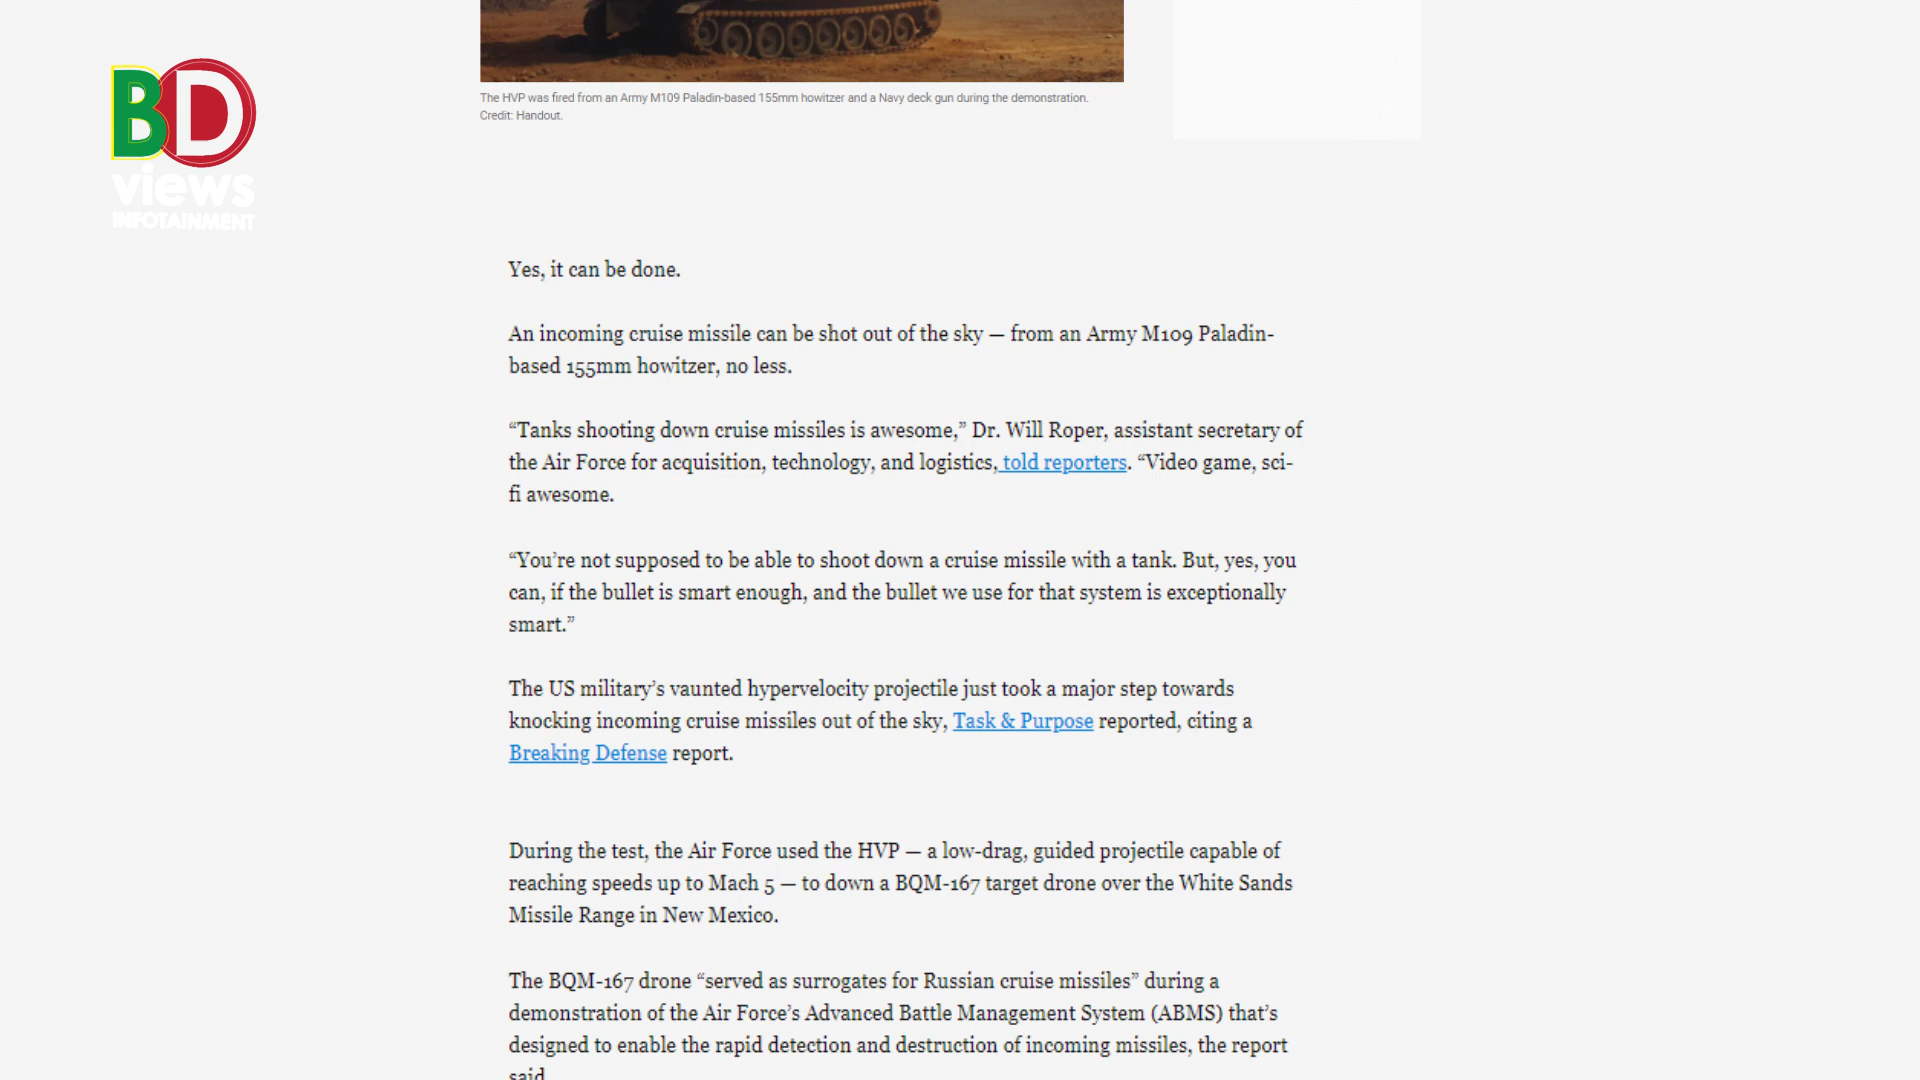 The HVP was fired from an Army M109 Paladin-based 155mm howitzer and a Navy deck gun during the demonstration.
Credit: Handout.
BD
views
INFOTAINMENT
Yes, it can be done.
An incoming cruise missile can be shot out of the sky — from an Army M109 Paladin-
based 155mm howitzer, no less.
“Tanks shooting down cruise missiles is awesome,” Dr. Will Roper, assistant secretary of
the Air Force for acquisition, technology, and logistics, told reporters. “Video game, sci-
fi awesome.
“You’re not supposed to be able to shoot down a cruise missile with a tank. But, yes, you
can, if the bullet is smart enough, and the bullet we use for that system is exceptionally
smart.”
The US military’s vaunted hypervelocity projectile just took a major step towards
knocking incoming cruise missiles out of the sky, Task & Purpose reported, citing a
Breaking Defense report.
During the test, the Air Force used the HVP — a low-drag, guided projectile capable of
reaching speeds up to Mach 5 — to down a BQM-167 target drone over the White Sands
Missile Range in New Mexico.
The BQM-167 drone “served as surrogates for Russian cruise missiles” during a
demonstration of the Air Force’s Advanced Battle Management System (ABMS) that’s
designed to enable the rapid detection and destruction of incoming missiles, the report
said.